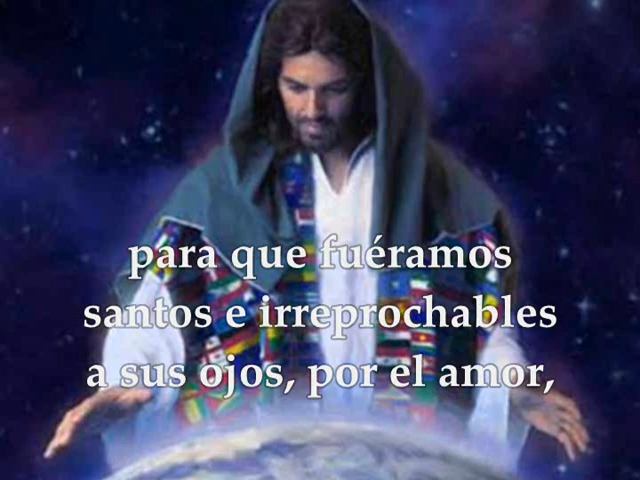 para que fuéramos
santos e irreprochables
a sus ojos, por el amor,